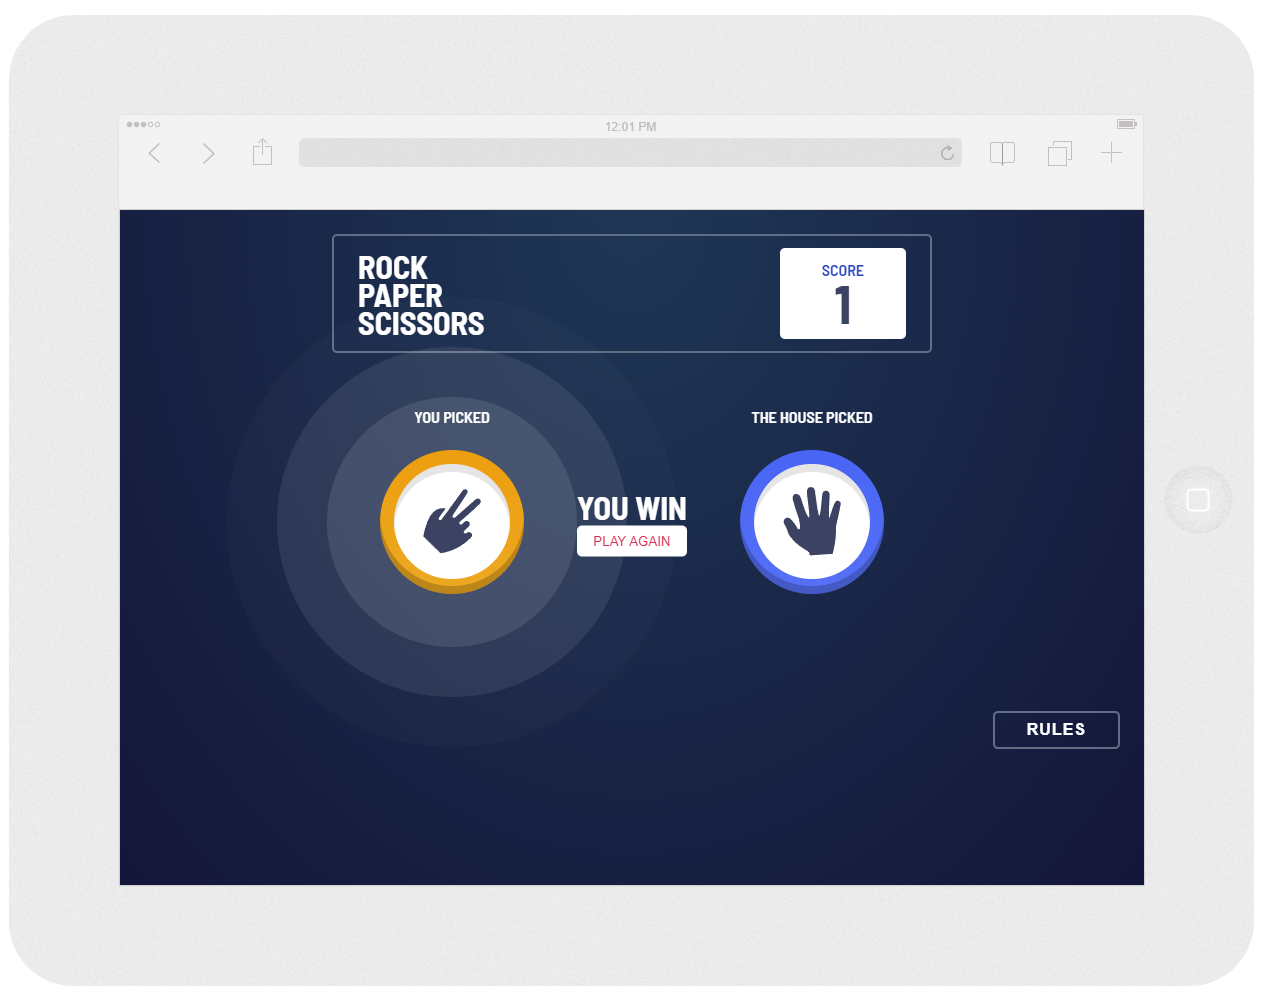 12:01 PM
ROCK
PAPER
SCISSORS
SCORE
1
YOU PICKED
THE HOUSE PICKED
YOU WIN
PLAY AGAIN
RULES